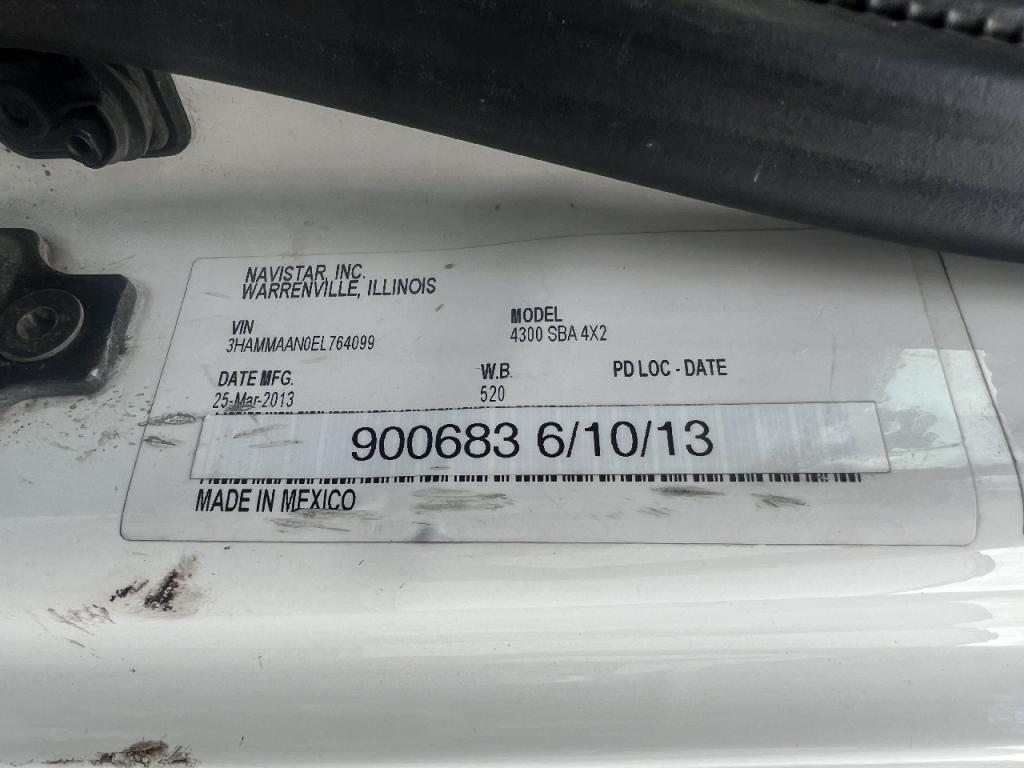 NAVISTAR, INC.
WARRENVILLE, ILLINOIS
VIN
3HAMMAAN0EL764099
MODEL
4300 SBA 4X2
DATE MFG.
25-Mar-2013
W.B.
520
PD LOC - DATE
900683 6/10/13
MADE IN MEXICO